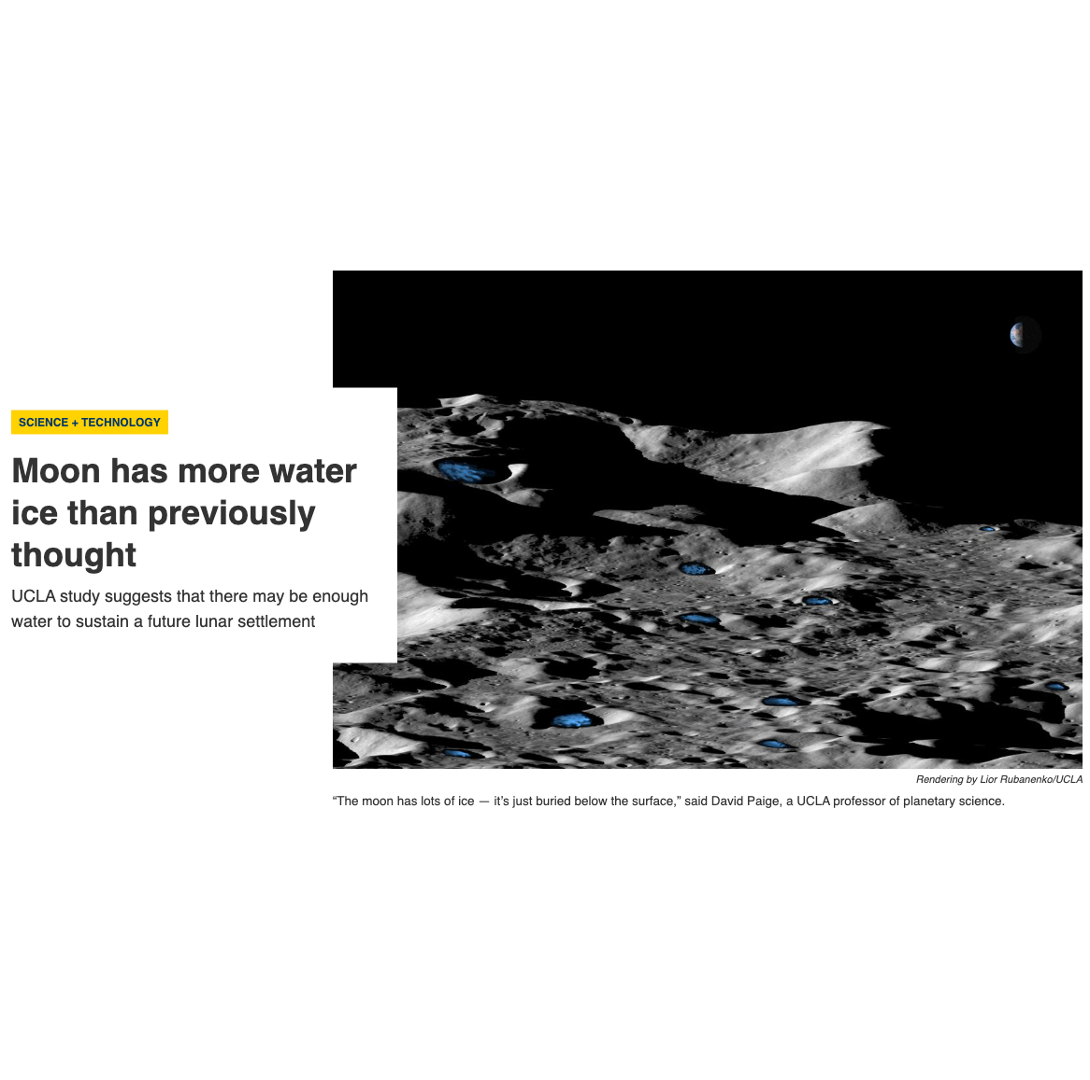 SCIENCE + TECHNOLOGY
Moon has more water
ice than previously
thought
UCLA study suggests that there may be enough
water to sustain a future lunar settlement
Rendering by Lior Rubanenko/UCLA
“The moon has lots of ice — it’s just buried below the surface,” said David Paige, a UCLA professor of planetary science.